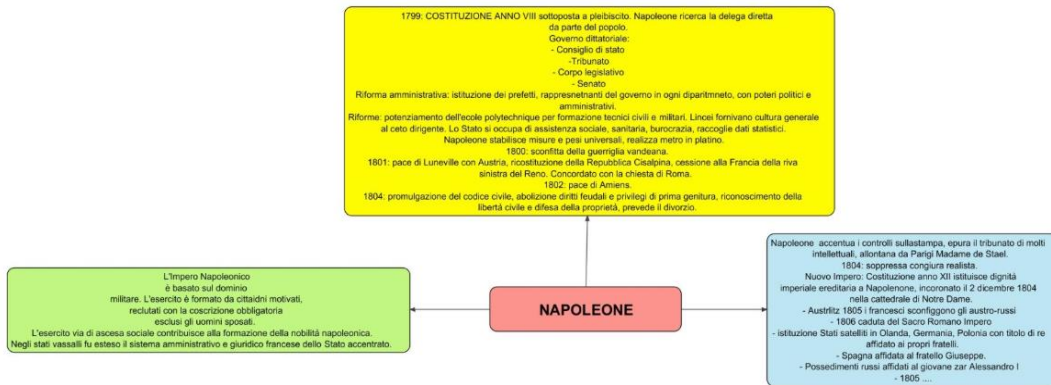 1799: COSTITUZIONE ANNO VIII sottoposta a pleibiscito. Napoleone ricerca la delega diretta
da parte del popolo.
Governo dittatoriale:
- Consiglio di stato
-Tribunato
- Corpo legislativo
- Senato
Riforma amministrativa: istituzione dei prefetti, rappresnetnanti del governo in ogni diparitmneto, con poteri politici e
amministrativi.
Riforme: potenziamento dell'ecole polytechnique per formazione tecnici civili e militari. Lincei fornivano cultura generale
al ceto dirigente. Lo Stato si occupa di assistenza sociale, sanitaria, burocrazia, raccoglie dati statistici.
Napoleone stabilisce misure e pesi universali, realizza metro in platino.
1800: sconfitta della guerriglia vandeana.
1801: pace di Luneville con Austria, ricostituzione della Repubblica Cisalpina, cessione alla Francia della riva
sinistra del Reno. Concordato con la chiesta di Roma.
1802: pace di Amiens.
1804: promulgazione del codice civile, abolizione diritti feudali e privilegi di prima genitura, riconoscimento della
libertá civile e difesa della proprietà, prevede il divorzio.
L'Impero Napoleonico
è basato sul dominio
militare. L'esercito è formato da cittaidni motivati,
reclutati con la coscrizione obbligatoria
esclusi gli uomini sposati.
L'esercito via di ascesa sociale contribuisce alla formazione della nobilità napoleonica.
Negli stati vassalli fu esteso il sistema amministrativo e giuridico francese dello Stato accentrato.
NAPOLEONE
Napoleone accentua i controlli sullastampa, epura il tribunato di molti
intellettuali, allontana da Parigi Madame de Stael.
1804: soppressa congiura realista.
Nuovo Impero: Costituzione anno XII istituisce dignità
imperiale ereditaria a Napolenone, incoronato il 2 dicembre 1804
nella cattedrale di Notre Dame.
- Austrlitz 1805 i francesci sconfiggono gli austro-russi
- 1806 caduta del Sacro Romano Impero
- istituzione Stati satelliti in Olanda, Germania, Polonia con titolo di re
affidato ai propri fratelli.
- Spagna affidata al fratello Giuseppe.
- Possedimenti russi affidati al giovane zar Alessandro I
- 1805 ....